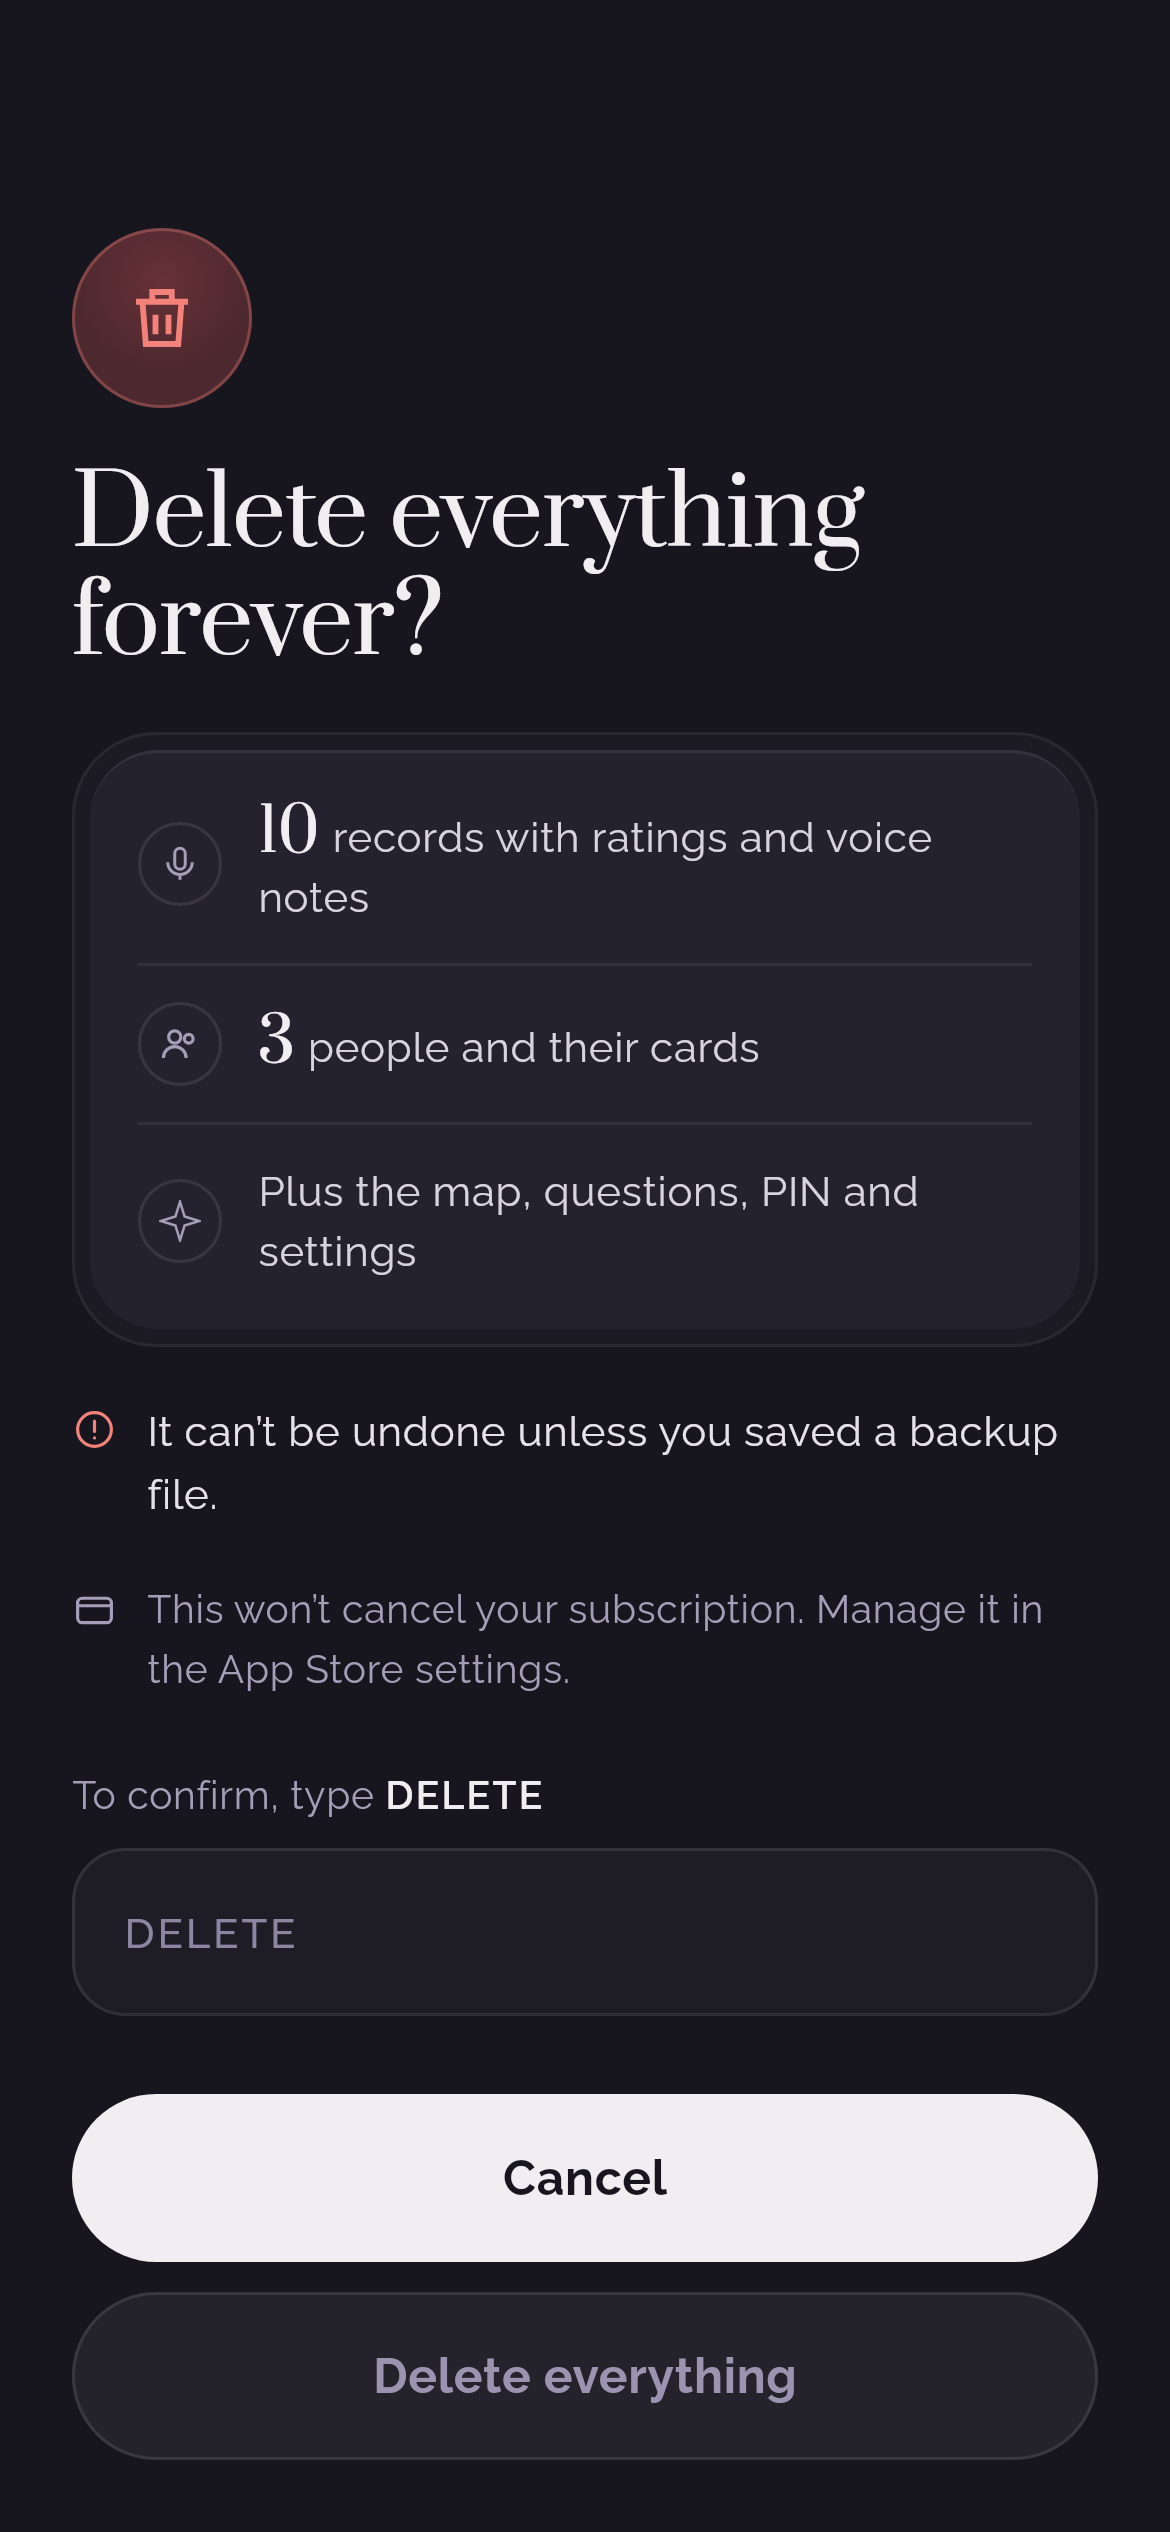 Delete everything
forever?
10 records with ratings and voice
notes
3 people and their cards
Plus the map, questions, PIN and
settings
It can’t be undone unless you saved a backup
file.
This won’t cancel your subscription. Manage it in
the App Store settings.
To confirm, type DELETE
DELETE
Cancel
Delete everything